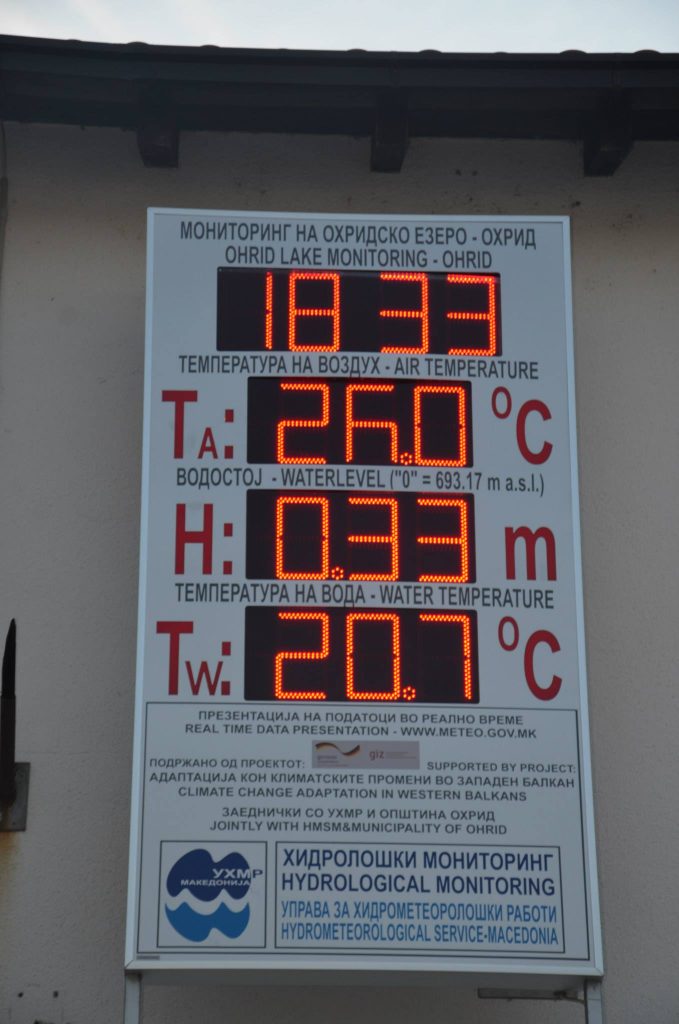 МОНИТОРИНГ НА ОХРИДСКО ЕЗЕРО - ОХРИД
OHRID LAKE MONITORING - OHRID
18 33
ТЕМПЕРАТУРА НА ВОЗДУХ - AIR TEMPERATURE
TA: 26.0 °C
ВОДОСТОЈ - WATERLEVEL ("0" = 693.17 m a.s.l.)
H: 0.33 m
ТЕМПЕРАТУРА НА ВОДА - WATER TEMPERATURE
TW: 20.7 °C
ПРЕЗЕНТАЦИЈА НА ПОДАТОЦИ ВО РЕАЛНО ВРЕМЕ
REAL TIME DATA PRESENTATION - WWW.METEO.GOV.MK
giz
ПОДРЖАНО ОД ПРОЕКТОТ: SUPPORTED BY PROJECT:
АДАПТАЦИЈА КОН КЛИМАТСКИТЕ ПРОМЕНИ ВО ЗАПАДЕН БАЛКАН
CLIMATE CHANGE ADAPTATION IN WESTERN BALKANS
ЗАЕДНИЧКИ СО УХМР И ОПШТИНА ОХРИД
JOINTLY WITH HMSM&MUNICIPALITY OF OHRID
УХМР
МАКЕДОНИЈА
ХИДРОЛОШКИ МОНИТОРИНГ
HYDROLOGICAL MONITORING
УПРАВА ЗА ХИДРОМЕТЕОРОЛОШКИ РАБОТИ
HYDROMETEOROLOGICAL SERVICE-MACEDONIA